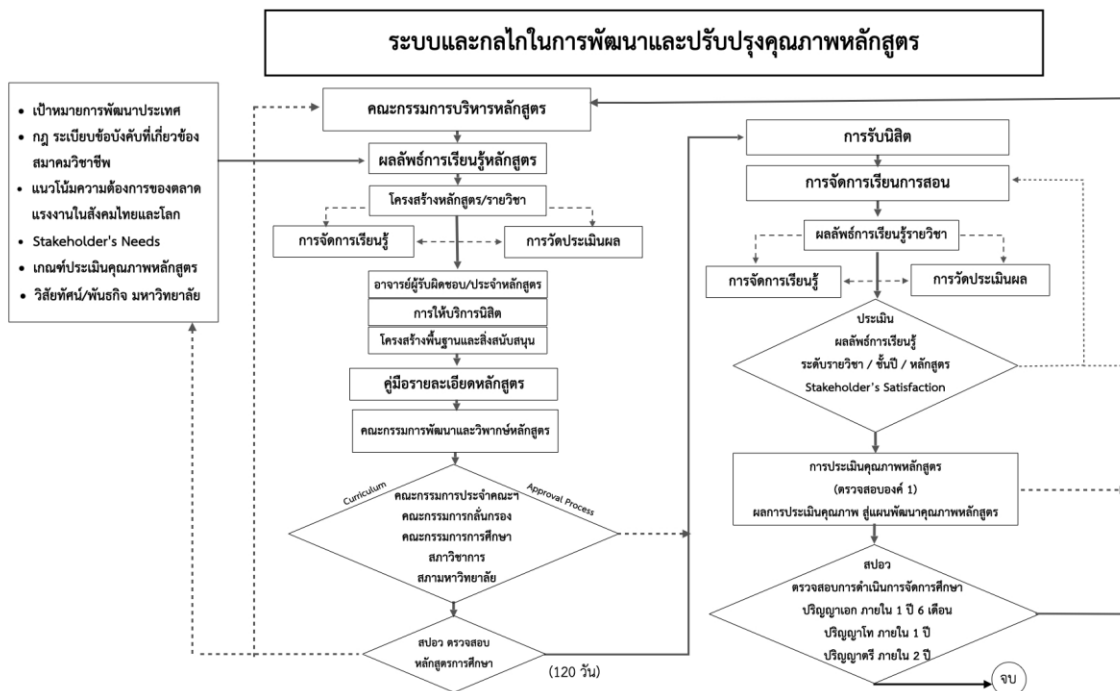 ระบบและกลไกในการพัฒนาและปรับปรุงคุณภาพหลักสูตร
• เป้าหมายการพัฒนาประเทศ
• กฎ ระเบียบข้อบังคับที่เกี่ยวข้อง
สมาคมวิชาชีพ
• แนวโน้มความต้องการของตลาด
แรงงานในสังคมไทยและโลก
• Stakeholder's Needs
• เกณฑ์ประเมินคุณภาพหลักสูตร
• วิสัยทัศน์/พันธกิจ มหาวิทยาลัย
คณะกรรมการบริหารหลักสูตร
ผลลัพธ์การเรียนรู้หลักสูตร
โครงสร้างหลักสูตร/รายวิชา
การจัดการเรียนรู้
การวัดประเมินผล
อาจารย์ผู้รับผิดชอบ/ประจำหลักสูตร
การให้บริการนิสิต
โครงสร้างพื้นฐานและสิ่งสนับสนุน
คู่มือรายละเอียดหลักสูตร
คณะกรรมการพัฒนาและวิพากษ์หลักสูตร
Curriculum
Approval Process
คณะกรรมการประจำคณะฯ
คณะกรรมการกลั่นกรอง
คณะกรรมการการศึกษา
สภาวิชาการ
สภามหาวิทยาลัย
สปอว ตรวจสอบ
หลักสูตรการศึกษา
(120 วัน)
การรับนิสิต
การจัดการเรียนการสอน
ผลลัพธ์การเรียนรู้รายวิชา
การจัดการเรียนรู้
การวัดประเมินผล
ประเมิน
ผลลัพธ์การเรียนรู้
ระดับรายวิชา / ชั้นปี / หลักสูตร
Stakeholder's Satisfaction
การประเมินคุณภาพหลักสูตร
(ตรวจสอบองค์ 1)
ผลการประเมินคุณภาพ สู่แผนพัฒนาคุณภาพหลักสูตร
สปอว
ตรวจสอบการดำเนินการจัดการศึกษา
ปริญญาเอก ภายใน 1 ปี 6 เดือน
ปริญญาโท ภายใน 1 ปี
ปริญญาตรี ภายใน 2 ปี
จบ